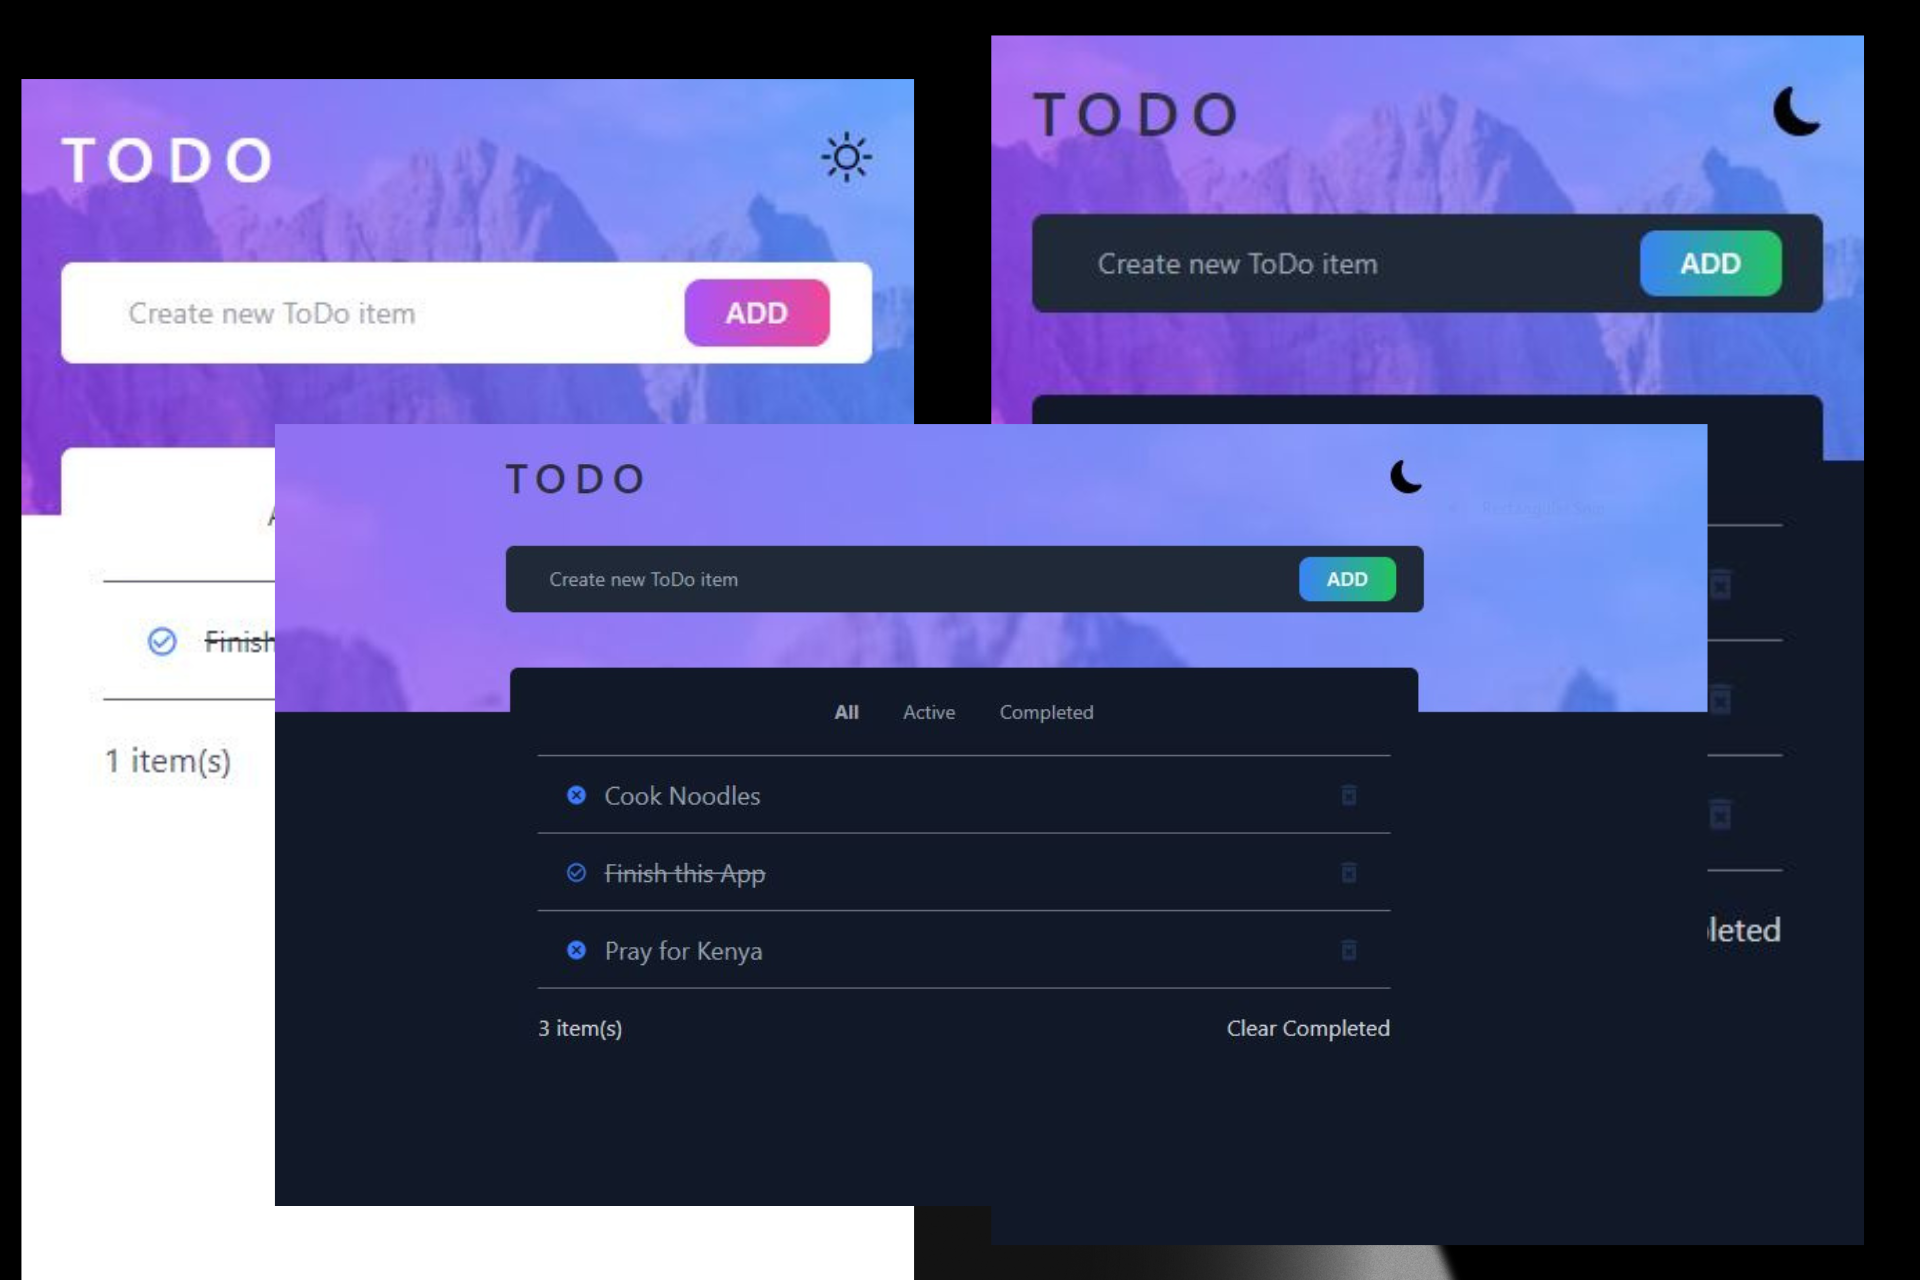 TODO
Create new ToDo item
ADD
Finish
1 item(s)
TODO
Create new ToDo item
ADD
leted
TODO
Create new ToDo item
ADD
All Active Completed
Cook Noodles
Finish this App
Pray for Kenya
3 item(s) Clear Completed